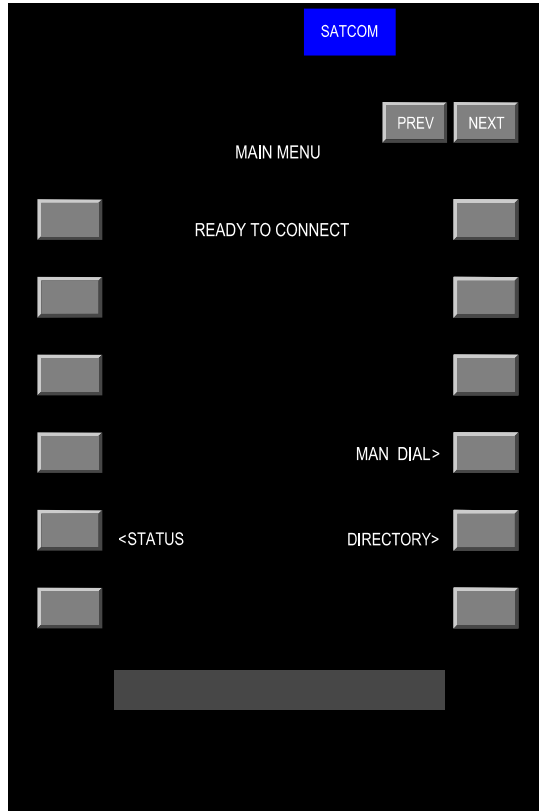 SATCOM
PREV NEXT
MAIN MENU
READY TO CONNECT
MAN DIAL>
<STATUS DIRECTORY>